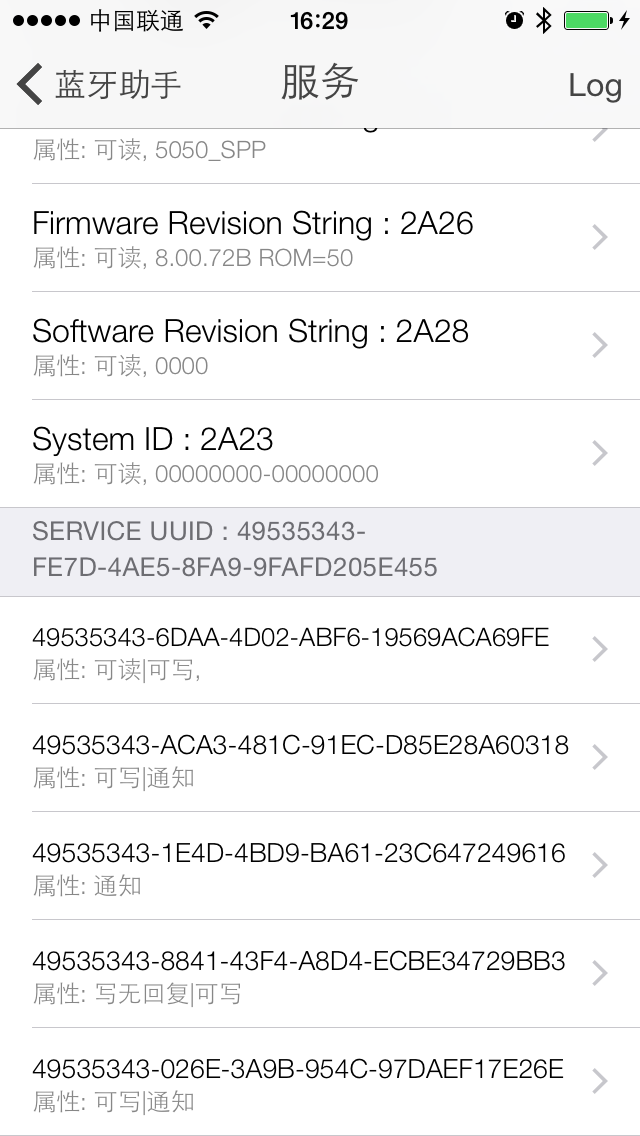 中国联通 16:29
蓝牙助手 服务 Log
属性: 可读, 5050_SPP
Firmware Revision String : 2A26
属性: 可读, 8.00.72B ROM=50
Software Revision String : 2A28
属性: 可读, 0000
System ID : 2A23
属性: 可读, 00000000-00000000
SERVICE UUID : 49535343-
FE7D-4AE5-8FA9-9FAFD205E455
49535343-6DAA-4D02-ABF6-19569ACA69FE
属性: 可读|可写,
49535343-ACA3-481C-91EC-D85E28A60318
属性: 可写|通知
49535343-1E4D-4BD9-BA61-23C647249616
属性: 通知
49535343-8841-43F4-A8D4-ECBE34729BB3
属性: 写无回复|可写
49535343-026E-3A9B-954C-97DAEF17E26E
属性: 可写|通知